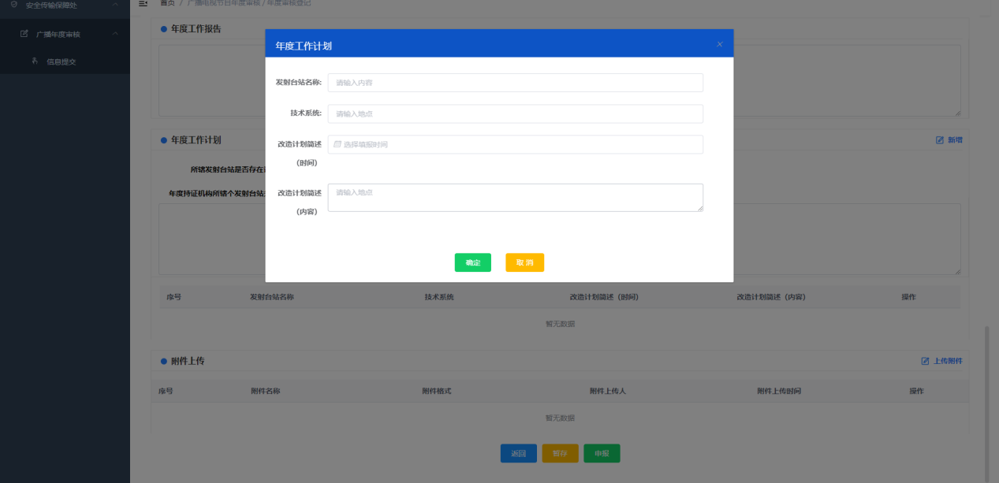 安全传输保障处
首页 / 广播电视节目年度审核 / 年度审核登记
广播年度审核
信息提交
年度工作报告
年度工作计划
发射台站名称: 请输入内容
技术系统: 请输入地点
改造计划简述 选择填报时间
(时间)
改造计划简述 请输入地点
(内容)
确定 取 消
年度工作计划
新增
所辖发射台站是否存在
年度持证机构所辖个发射台站
序号 发射台站名称 技术系统 改造计划简述(时间) 改造计划简述(内容) 操作
暂无数据
附件上传
上传附件
序号 附件名称 附件格式 附件上传人 附件上传时间 操作
暂无数据
返回 暂存 申报